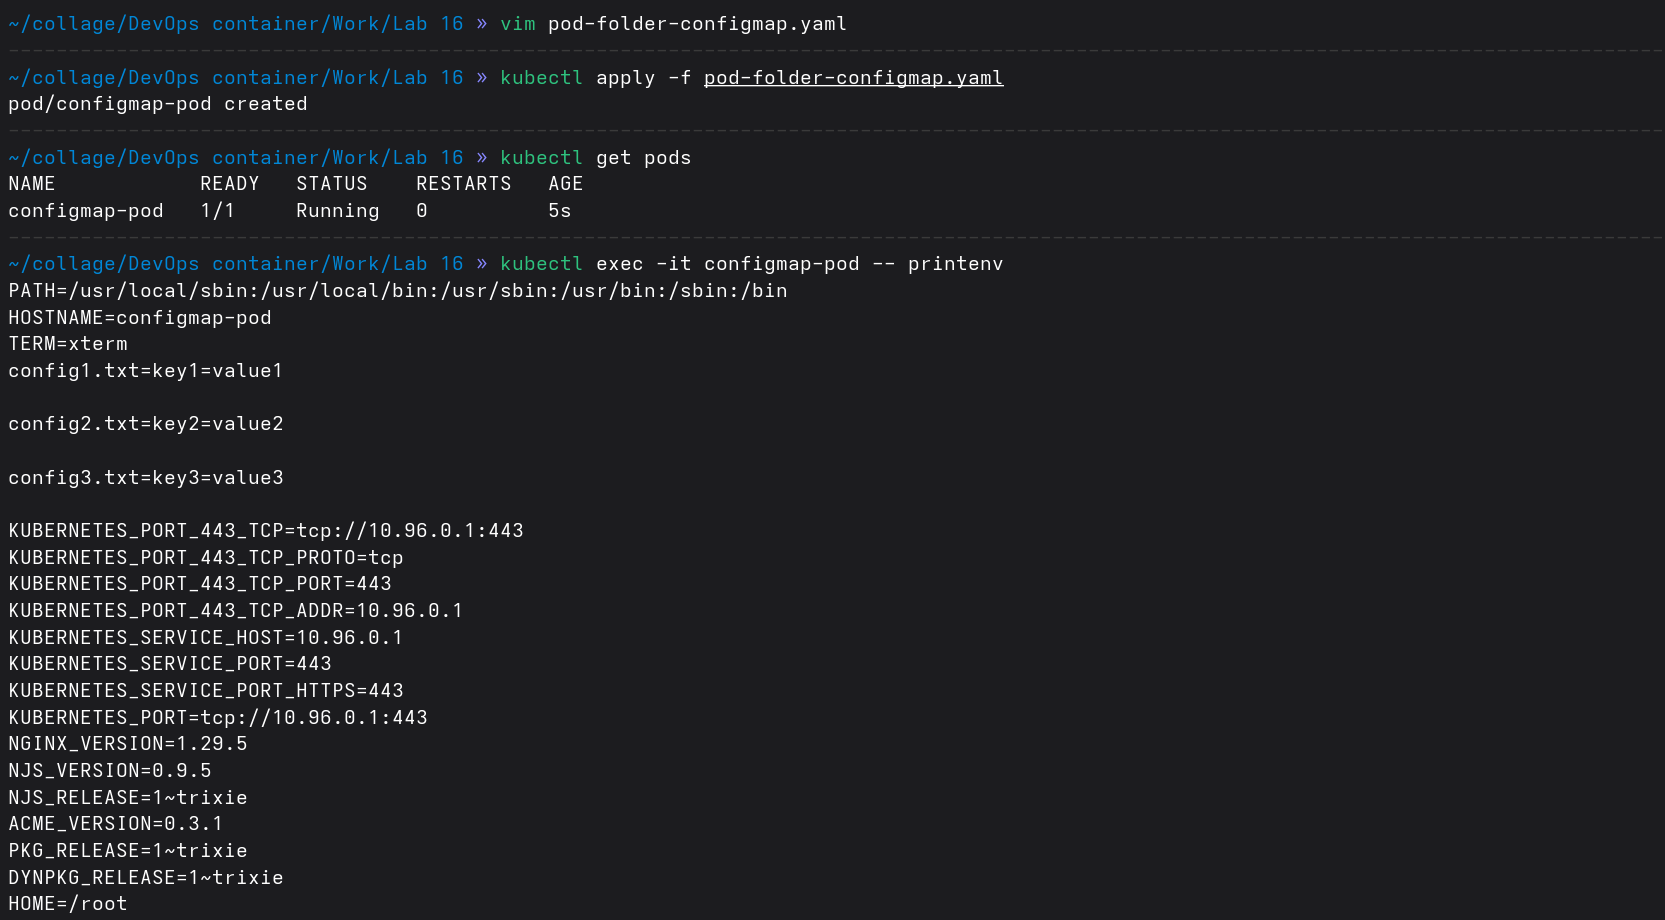 ~/collage/DevOps container/Work/Lab 16 » vim pod-folder-configmap.yaml
~/collage/DevOps container/Work/Lab 16 » kubectl apply -f pod-folder-configmap.yaml
pod/configmap-pod created
~/collage/DevOps container/Work/Lab 16 » kubectl get pods
NAME            READY   STATUS    RESTARTS   AGE
configmap-pod   1/1     Running   0          5s
~/collage/DevOps container/Work/Lab 16 » kubectl exec -it configmap-pod -- printenv
PATH=/usr/local/sbin:/usr/local/bin:/usr/sbin:/usr/bin:/sbin:/bin
HOSTNAME=configmap-pod
TERM=xterm
config1.txt=key1=value1
config2.txt=key2=value2
config3.txt=key3=value3
KUBERNETES_PORT_443_TCP=tcp://10.96.0.1:443
KUBERNETES_PORT_443_TCP_PROTO=tcp
KUBERNETES_PORT_443_TCP_PORT=443
KUBERNETES_PORT_443_TCP_ADDR=10.96.0.1
KUBERNETES_SERVICE_HOST=10.96.0.1
KUBERNETES_SERVICE_PORT=443
KUBERNETES_SERVICE_PORT_HTTPS=443
KUBERNETES_PORT=tcp://10.96.0.1:443
NGINX_VERSION=1.29.5
NJS_VERSION=0.9.5
NJS_RELEASE=1~trixie
ACME_VERSION=0.3.1
PKG_RELEASE=1~trixie
DYNPKG_RELEASE=1~trixie
HOME=/root